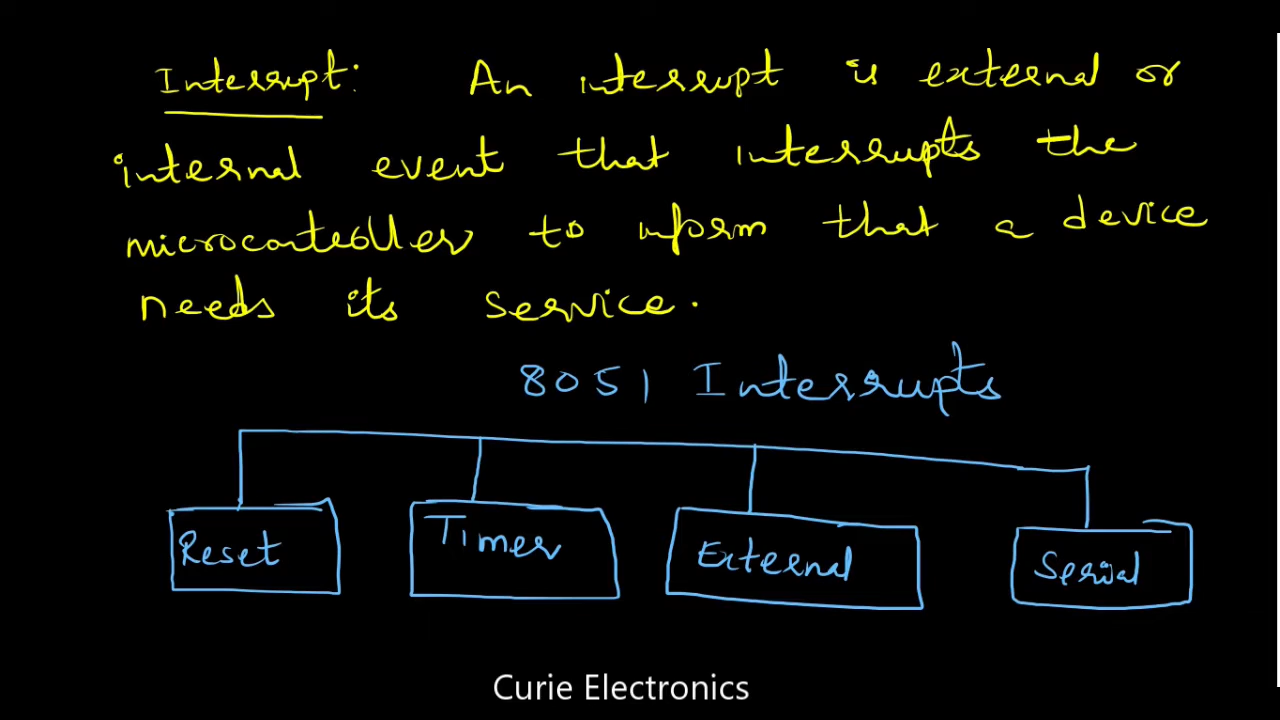 Interrupt: An interrupt is external or
internal event that interrupts the
microcontroller to inform that a device
needs its service.
8051 Interrupts
Reset Timer External Serial
Curie Electronics